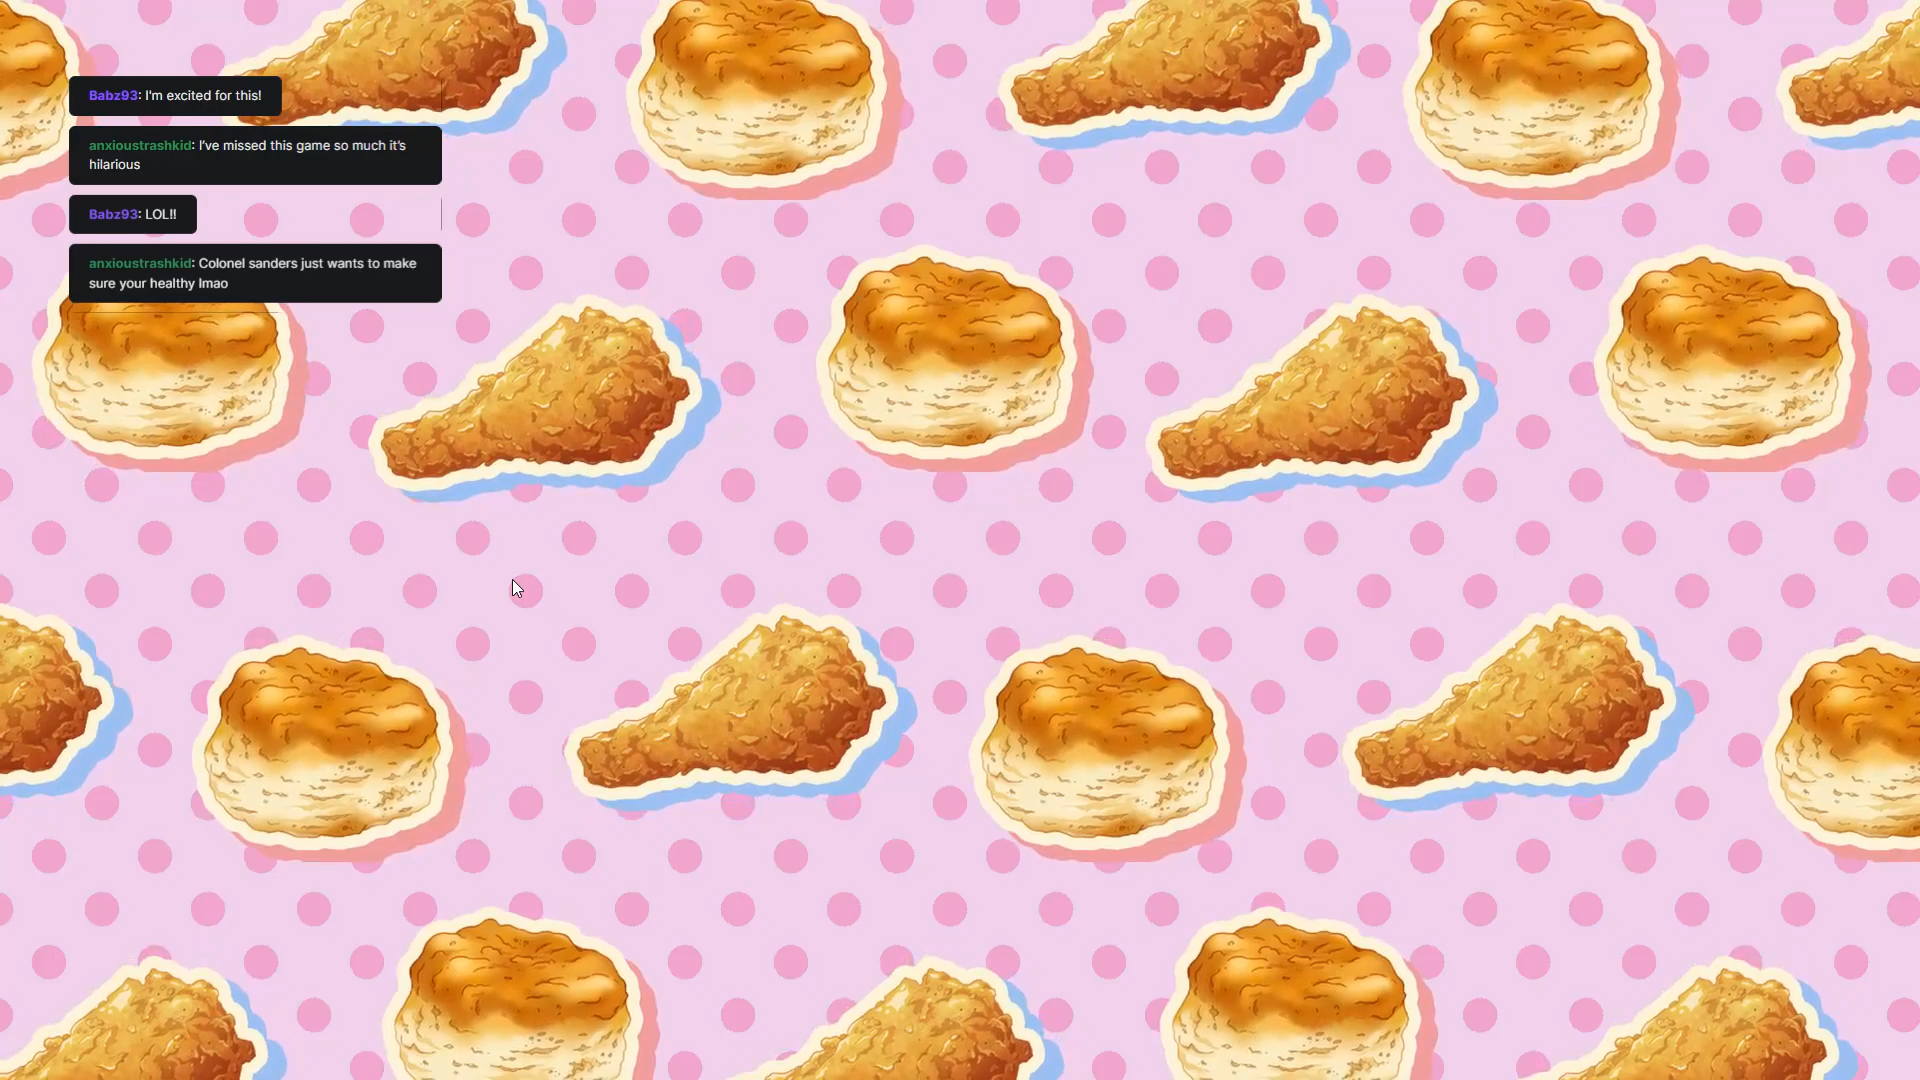 Babz93: I'm excited for this!
anxioustrashkid: I've missed this game so much it's
hilarious
Babz93: LOL!!
anxioustrashkid: Colonel sanders just wants to make
sure your healthy lmao